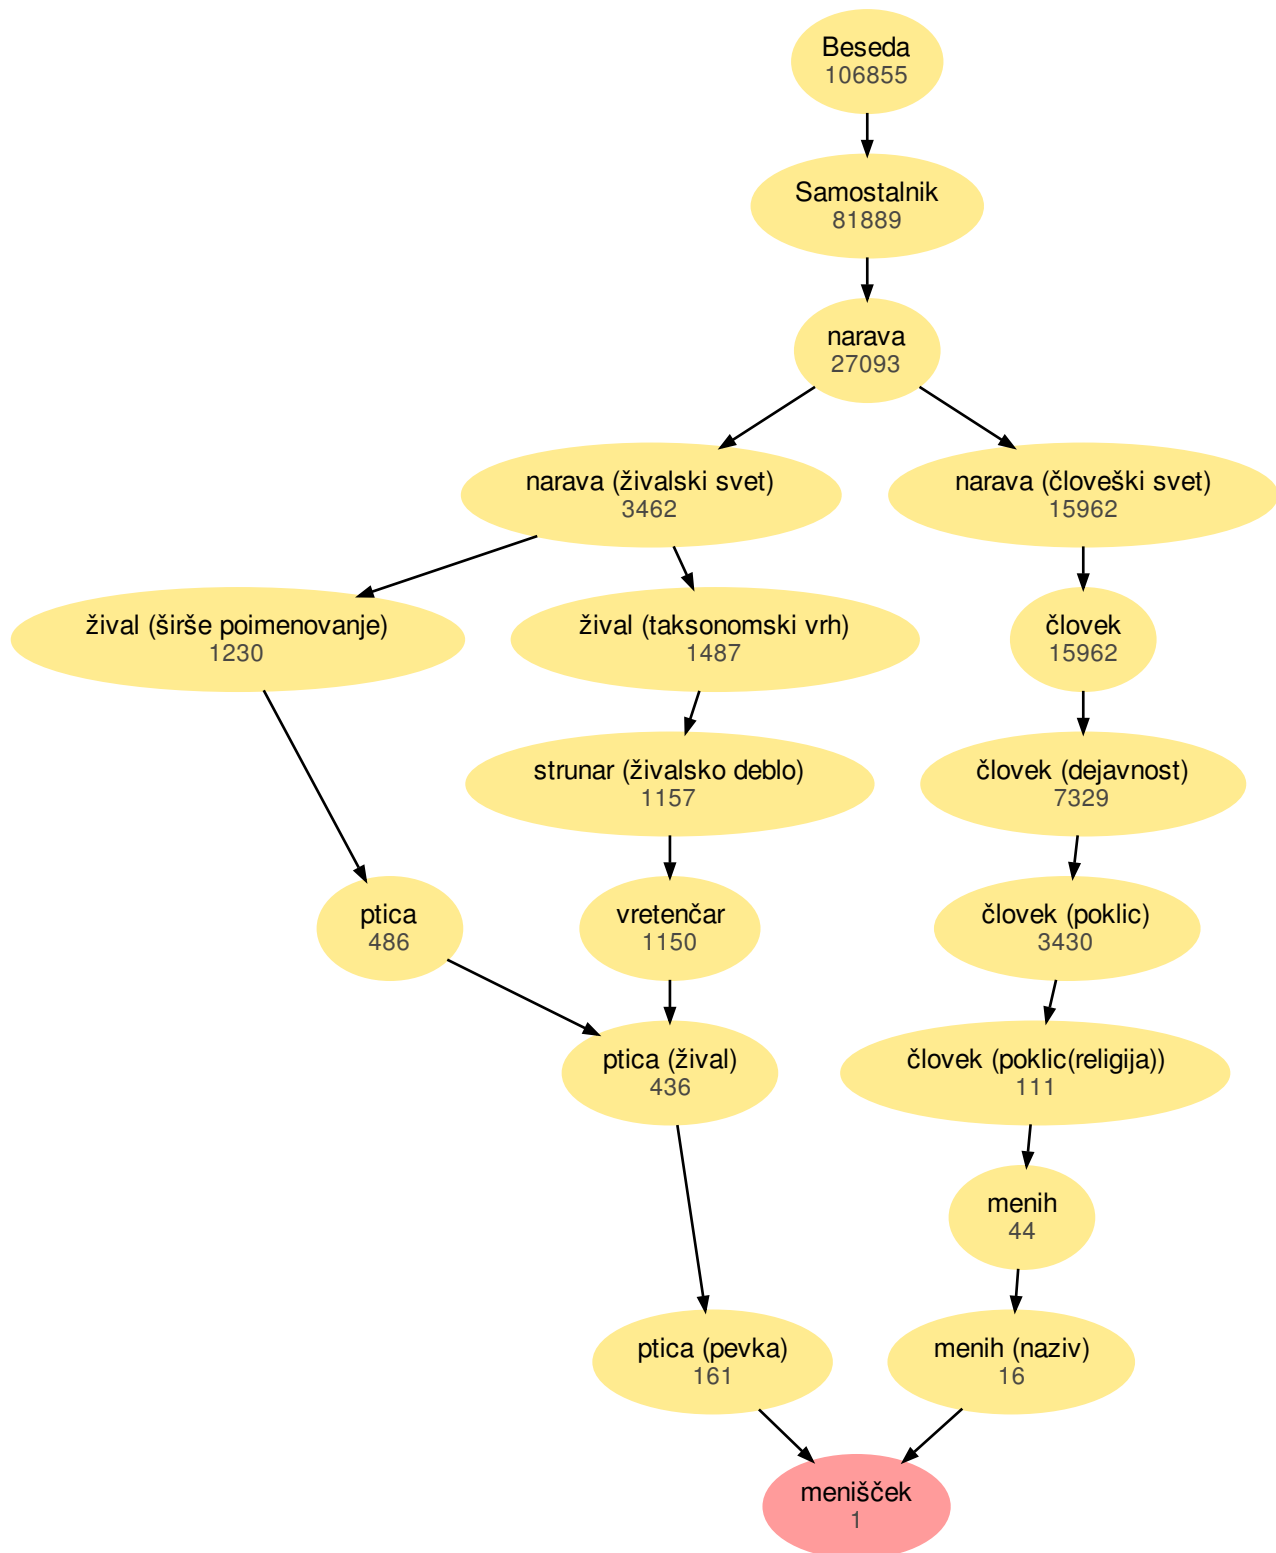 Beseda
106855
Samostalnik
81889
narava
27093
narava (živalski svet)
3462
narava (človeški svet)
15962
žival (širše poimenovanje)
1230
žival (taksonomski vrh)
1487
človek
15962
strunar (živalsko deblo)
1157
človek (dejavnost)
7329
ptica
486
vretenčar
1150
človek (poklic)
3430
ptica (žival)
436
človek (poklic(religija))
111
menih
44
ptica (pevka)
161
menih (naziv)
16
menišček
1